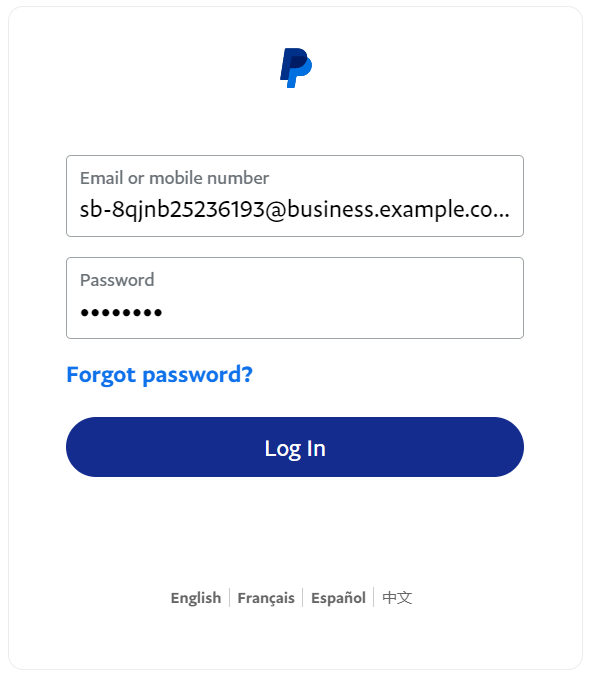 Email or mobile number
sb-8qjnb25236193@business.example.co...
Password
••••••••
Forgot password?
Log In
English Français Español 中文